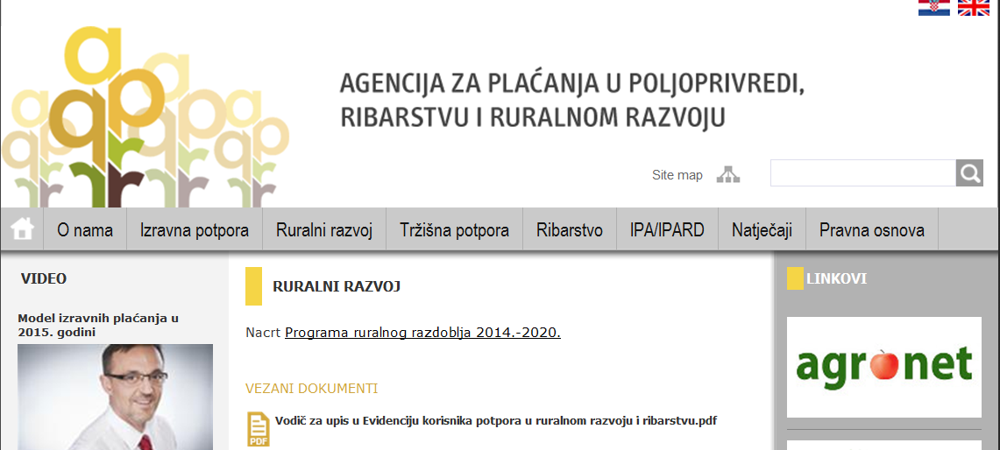 apr
AGENCIJA ZA PLAĆANJA U POLJOPRIVREDI,
RIBARSTVU I RURALNOM RAZVOJU
Site map
O nama
Izravna potpora
Ruralni razvoj
Tržišna potpora
Ribarstvo
IPA/IPARD
Natječaji
Pravna osnova
VIDEO
Model izravnih plaćanja u
2015. godini
RURALNI RAZVOJ
Nacrt Programa ruralnog razdoblja 2014.-2020.
VEZANI DOKUMENTI
PDF
Vodič za upis u Evidenciju korisnika potpora u ruralnom razvoju i ribarstvu.pdf
LINKOVI
agronet